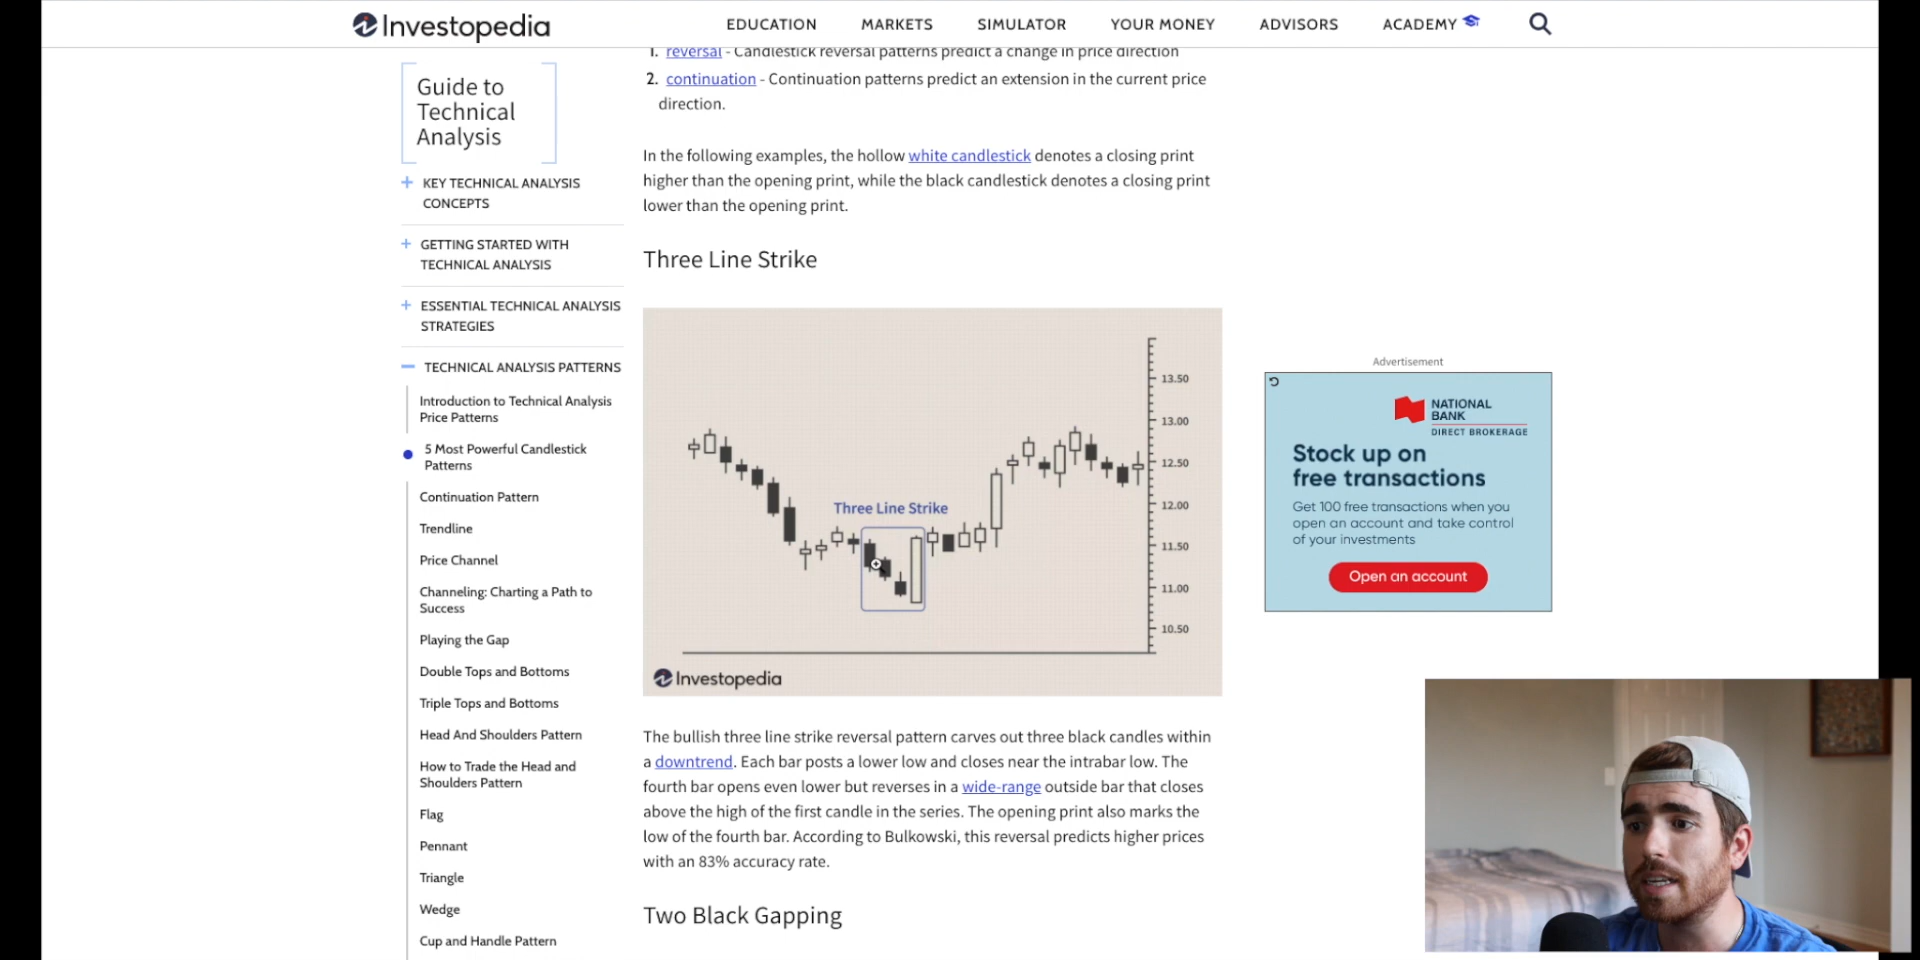 Investopedia
EDUCATION
MARKETS
SIMULATOR
YOUR MONEY
ADVISORS
ACADEMY
Guide to
Technical
Analysis
+ KEY TECHNICAL ANALYSIS
CONCEPTS
+ GETTING STARTED WITH
TECHNICAL ANALYSIS
+ ESSENTIAL TECHNICAL ANALYSIS
STRATEGIES
− TECHNICAL ANALYSIS PATTERNS
Introduction to Technical Analysis
Price Patterns
5 Most Powerful Candlestick
Patterns
Continuation Pattern
Trendline
Price Channel
Channeling: Charting a Path to
Success
Playing the Gap
Double Tops and Bottoms
Triple Tops and Bottoms
Head And Shoulders Pattern
How to Trade the Head and
Shoulders Pattern
Flag
Pennant
Triangle
Wedge
Cup and Handle Pattern
1. reversal - Candlestick reversal patterns predict a change in price direction
2. continuation - Continuation patterns predict an extension in the current price
direction.
In the following examples, the hollow white candlestick denotes a closing print
higher than the opening print, while the black candlestick denotes a closing print
lower than the opening print.
Three Line Strike
Three Line Strike
13.50
13.00
12.50
12.00
11.50
11.00
10.50
Investopedia
The bullish three line strike reversal pattern carves out three black candles within
a downtrend. Each bar posts a lower low and closes near the intrabar low. The
fourth bar opens even lower but reverses in a wide-range outside bar that closes
above the high of the first candle in the series. The opening print also marks the
low of the fourth bar. According to Bulkowski, this reversal predicts higher prices
with an 83% accuracy rate.
Two Black Gapping
Advertisement
NATIONAL
BANK
DIRECT BROKERAGE
Stock up on
free transactions
Get 100 free transactions when you
open an account and take control
of your investments
Open an account